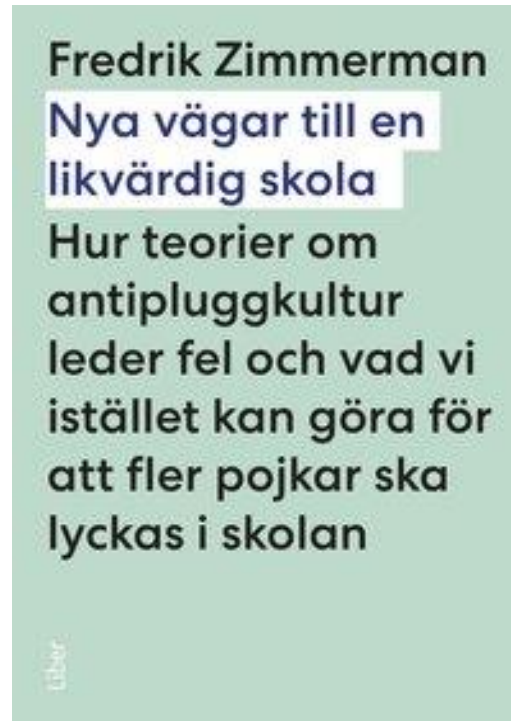 Fredrik Zimmerman
Nya vägar till en
likvärdig skola
Hur teorier om
antipluggkultur
leder fel och vad vi
istället kan göra för
att fler pojkar ska
lyckas i skolan
Liber